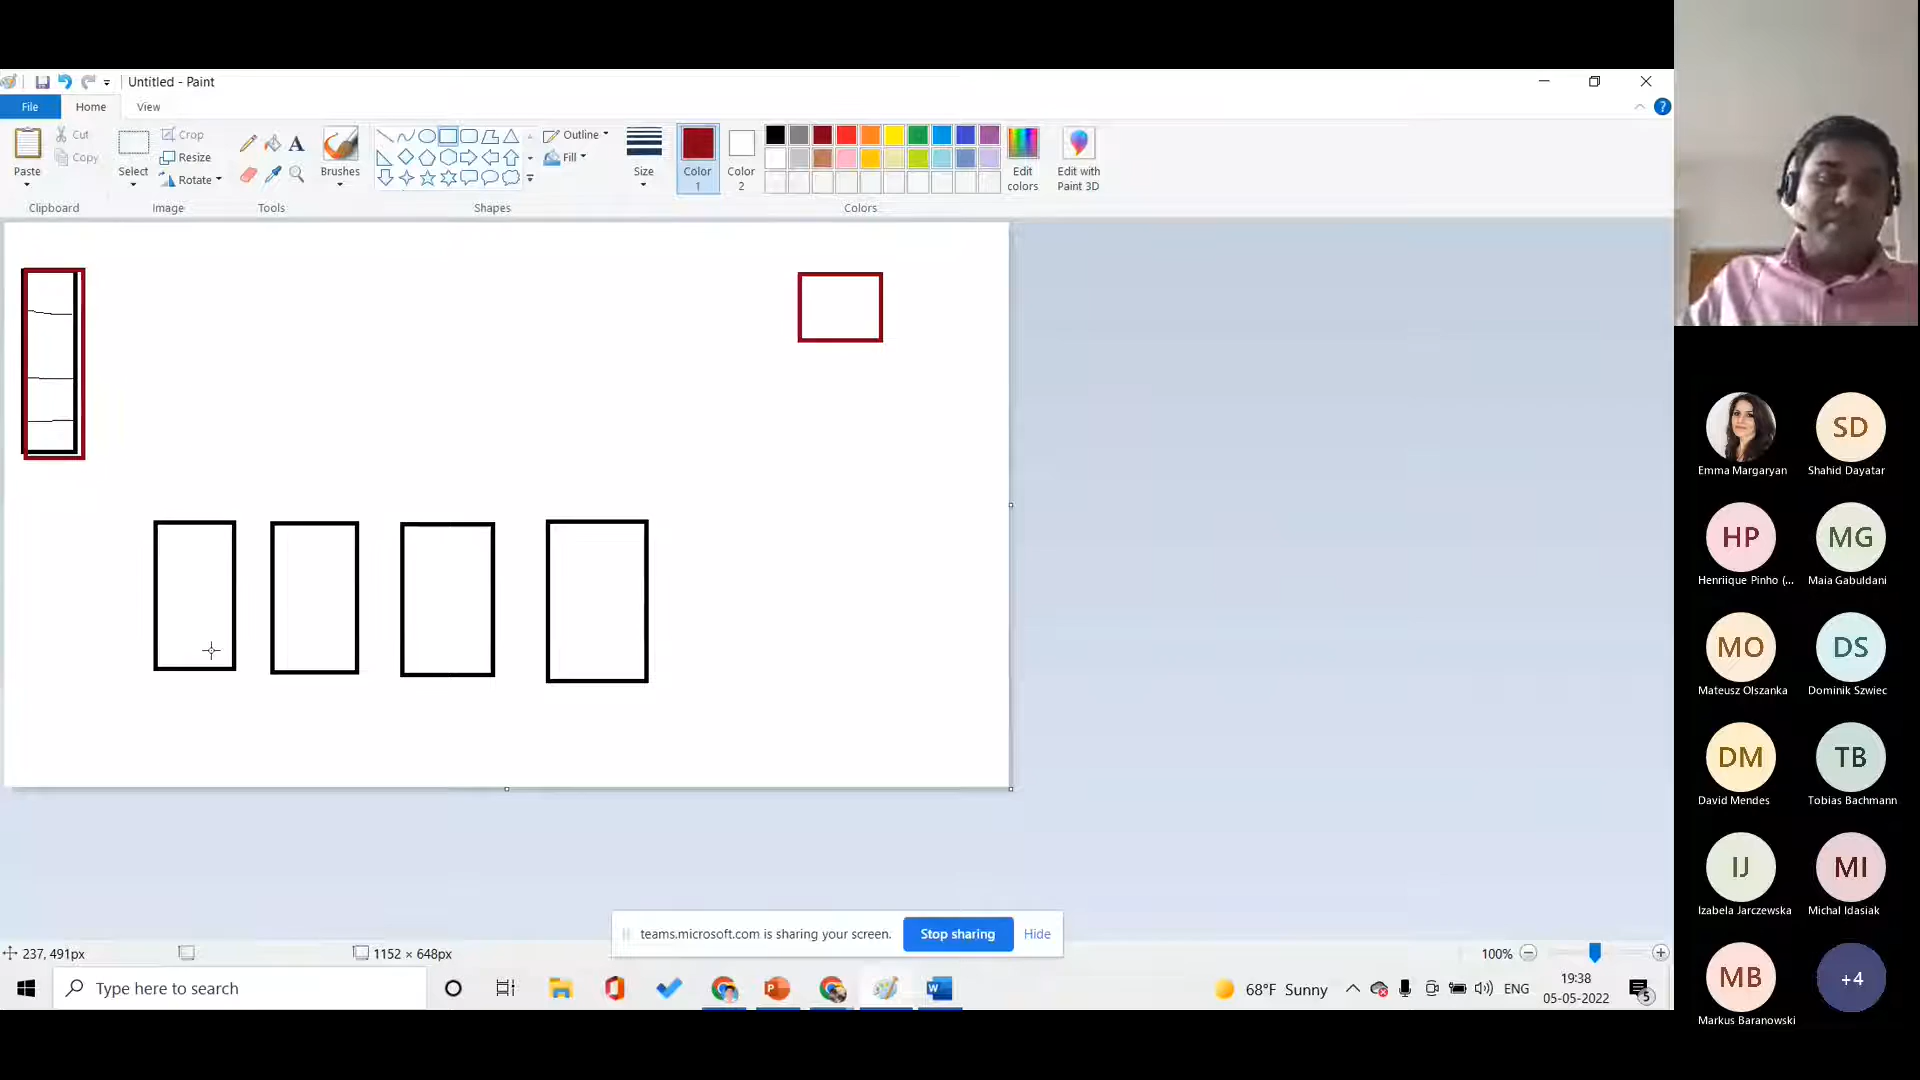 Untitled - Paint
File
Home
View
Paste
Cut
Copy
Clipboard
Select
Crop
Resize
Rotate
Image
A
Tools
Brushes
Shapes
Outline
Fill
Size
Color
1
Color
2
Edit
colors
Edit with
Paint 3D
Colors
?
teams.microsoft.com is sharing your screen.
Stop sharing
Hide
237, 491px
1152 × 648px
100%
Type here to search
68°F Sunny
ENG
19:38
05-05-2022
5
Emma Margaryan
SD
Shahid Dayatar
HP
Henriique Pinho (...
MG
Maia Gabuldani
MO
Mateusz Olszanka
DS
Dominik Szwiec
DM
David Mendes
TB
Tobias Bachmann
IJ
Izabela Jarczewska
MI
Michal Idasiak
MB
Markus Baranowski
+4